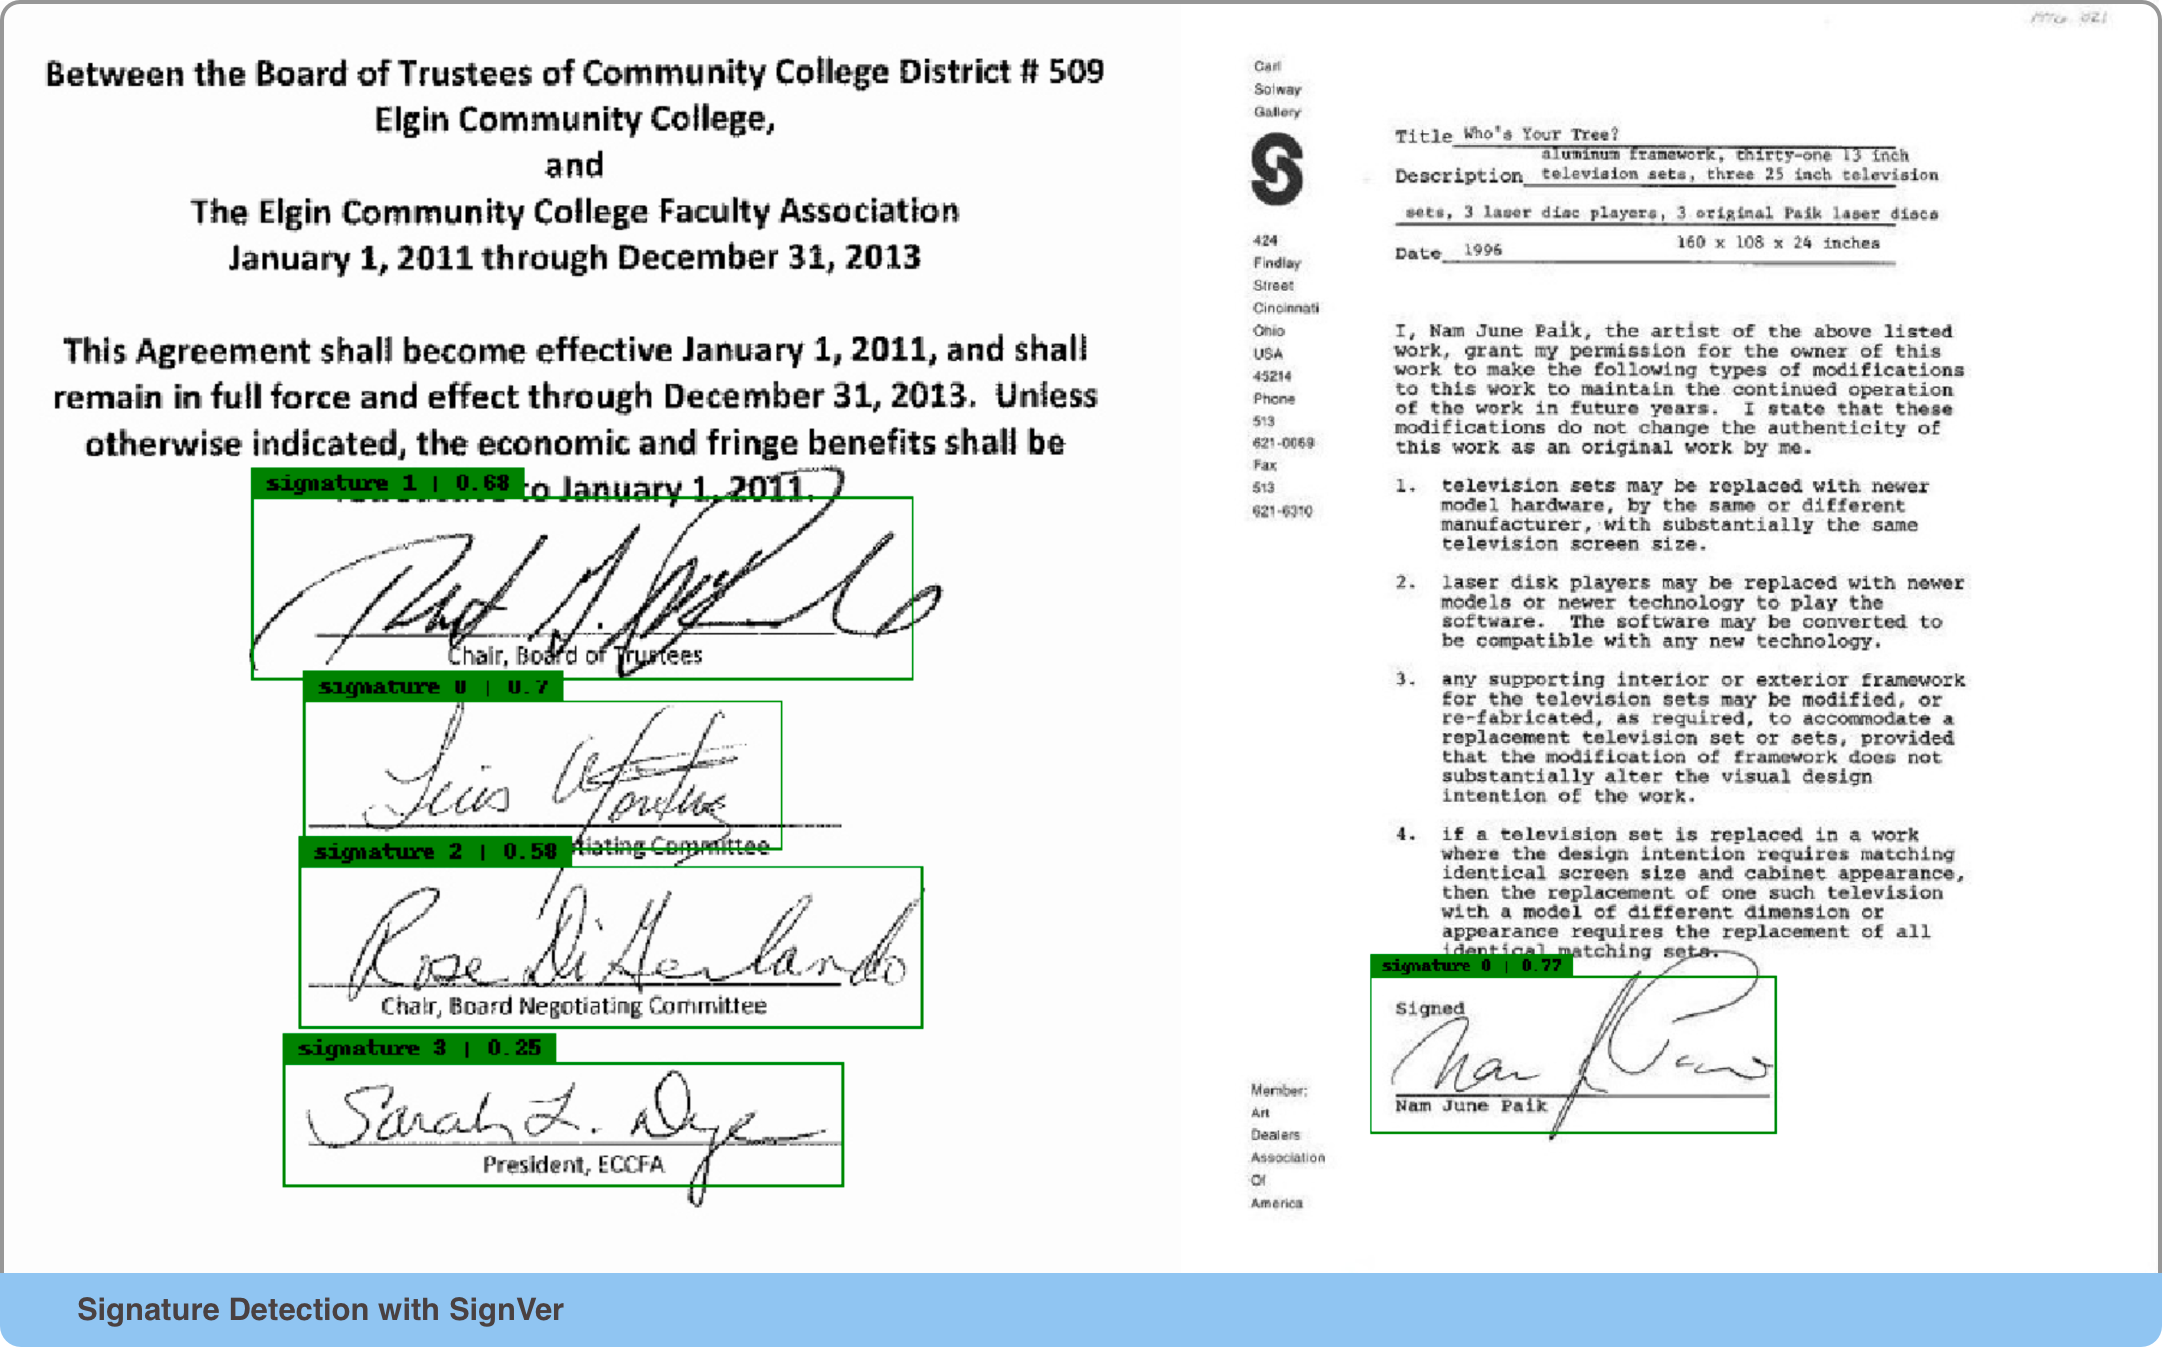 Between the Board of Trustees of Community College District # 509
Elgin Community College,
and
The Elgin Community College Faculty Association
January 1, 2011 through December 31, 2013
This Agreement shall become effective January 1, 2011, and shall
remain in full force and effect through December 31, 2013. Unless
otherwise indicated, the economic and fringe benefits shall be
to January 1, 2011.
signature 1 | 0.68
Chair, Board of Trustees
signature 0 | 0.7
tiating Committee
signature 2 | 0.58
Rose DiGerlando
Chair, Board Negotiating Committee
signature 3 | 0.25
Sarah L. Dye
President, ECCFA
Carl
Solway
Gallery
S
424
Findlay
Street
Cincinnati
Ohio
USA
45214
Phone
513
621-0069
Fax
513
621-6310
Member:
Art
Dealers
Association
Of
America
Title Who's Your Tree?
aluminum framework, thirty-one 13 inch
Description television sets, three 25 inch television
sets, 3 laser disc players, 3 original Paik laser discs
160 x 108 x 24 inches
Date 1996
I, Nam June Paik, the artist of the above listed
work, grant my permission for the owner of this
work to make the following types of modifications
to this work to maintain the continued operation
of the work in future years. I state that these
modifications do not change the authenticity of
this work as an original work by me.
1. television sets may be replaced with newer
model hardware, by the same or different
manufacturer, with substantially the same
television screen size.
2. laser disk players may be replaced with newer
models or newer technology to play the
software. The software may be converted to
be compatible with any new technology.
3. any supporting interior or exterior framework
for the television sets may be modified, or
re-fabricated, as required, to accommodate a
replacement television set or sets, provided
that the modification of framework does not
substantially alter the visual design
intention of the work.
4. if a television set is replaced in a work
where the design intention requires matching
identical screen size and cabinet appearance,
then the replacement of one such television
with a model of different dimension or
appearance requires the replacement of all
identical matching sets.
signature 0 | 0.77
Signed
Nam June Paik
Signature Detection with SignVer